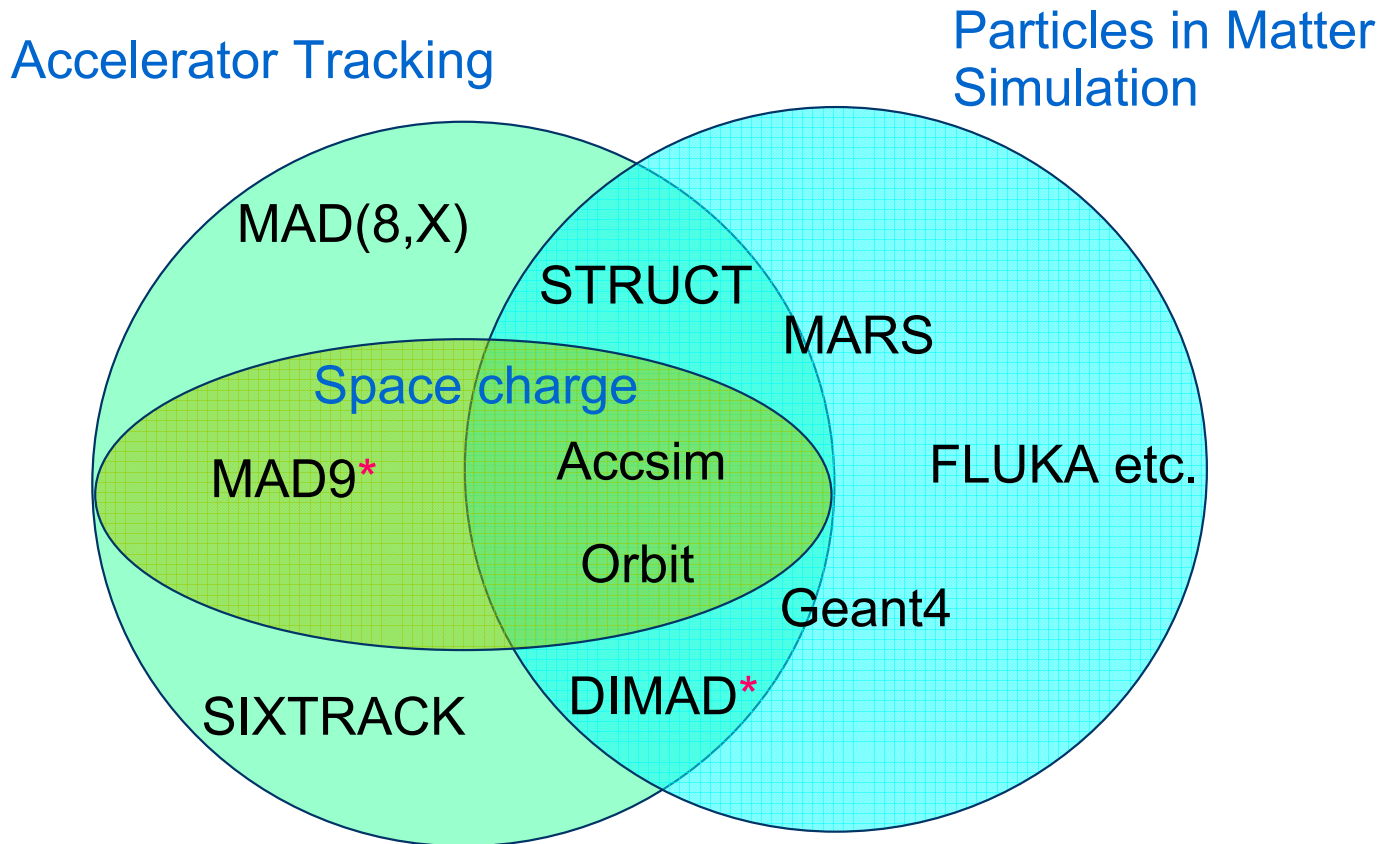 Accelerator Tracking
Particles in Matter
Simulation
MAD(8,X)
STRUCT
MARS
Space charge
MAD9*
Accsim
FLUKA etc.
Orbit
Geant4
DIMAD*
SIXTRACK